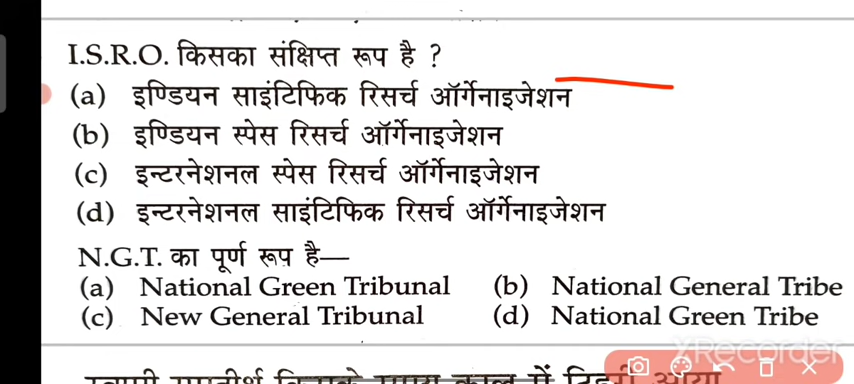 I.S.R.O. किसका संक्षिप्त रूप है ?
(a) इण्डियन साइंटिफिक रिसर्च ऑर्गेनाइजेशन
(b) इण्डियन स्पेस रिसर्च ऑर्गेनाइजेशन
(c) इन्टरनेशनल स्पेस रिसर्च ऑर्गेनाइजेशन
(d) इन्टरनेशनल साइंटिफिक रिसर्च ऑर्गेनाइजेशन
N.G.T. का पूर्ण रूप है—
(a) National Green Tribunal (b) National General Tribe
(c) New General Tribunal (d) National Green Tribe
XRecorder